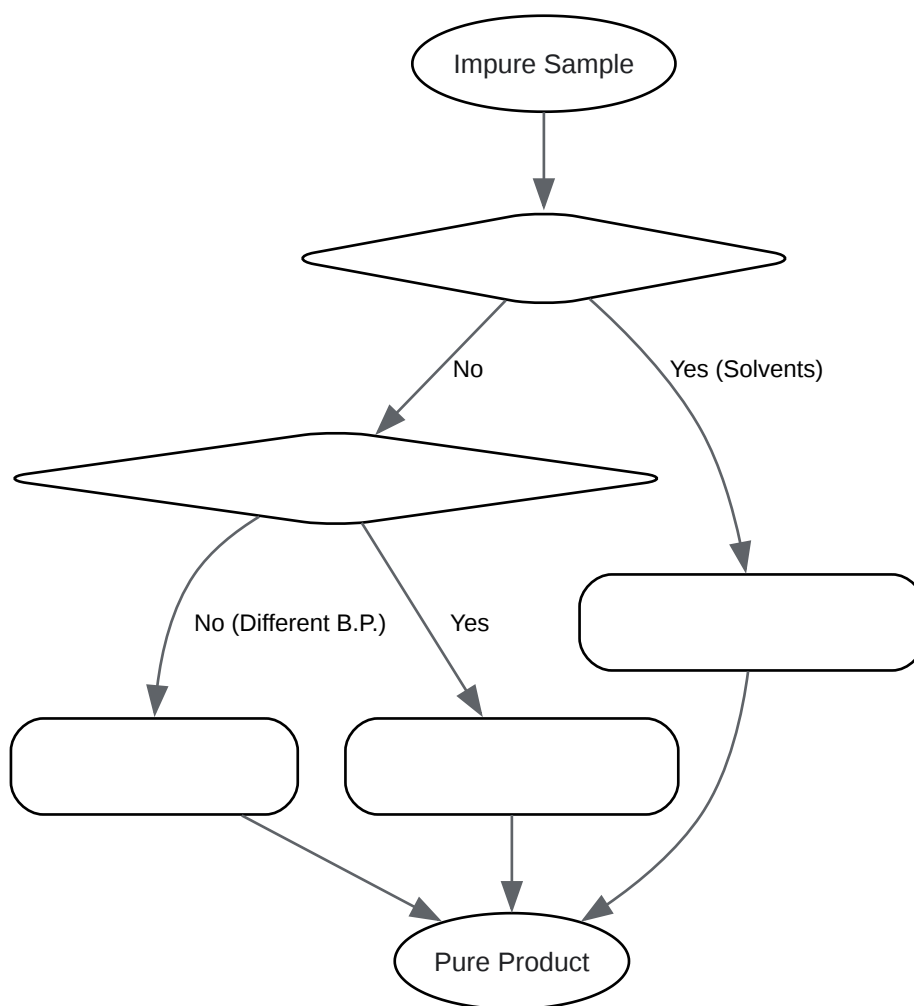 Impure Sample
No
Yes (Solvents)
No (Different B.P.)
Yes
Pure Product